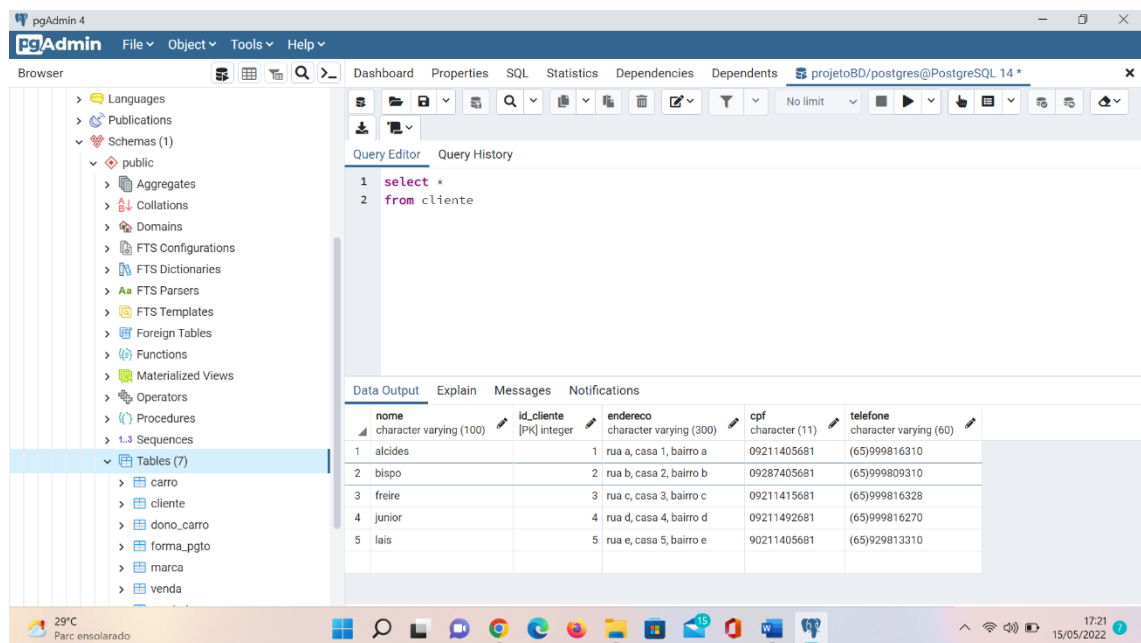 pgAdmin 4
pgAdmin File Object Tools Help
Browser
Dashboard Properties SQL Statistics Dependencies Dependents projetoBD/postgres@PostgreSQL 14 *
No limit
Languages
Publications
Schemas (1)
public
Aggregates
Collations
Domains
FTS Configurations
FTS Dictionaries
Aa FTS Parsers
FTS Templates
Foreign Tables
Functions
Materialized Views
Operators
Procedures
1..3 Sequences
Tables (7)
carro
cliente
dono_carro
forma_pgto
marca
venda
Query Editor Query History
1 select *
2 from cliente
Data Output Explain Messages Notifications
nome id_cliente endereco cpf telefone
character varying (100) [PK] integer character varying (300) character (11) character varying (60)
1 alcides 1 rua a, casa 1, bairro a 09211405681 (65)999816310
2 bispo 2 rua b, casa 2, bairro b 09287405681 (65)999809310
3 freire 3 rua c, casa 3, bairro c 09211415681 (65)999816328
4 junior 4 rua d, casa 4, bairro d 09211492681 (65)999816270
5 lais 5 rua e, casa 5, bairro e 90211405681 (65)929813310
29°C
Parc ensolarado
15
17:21
15/05/2022
7